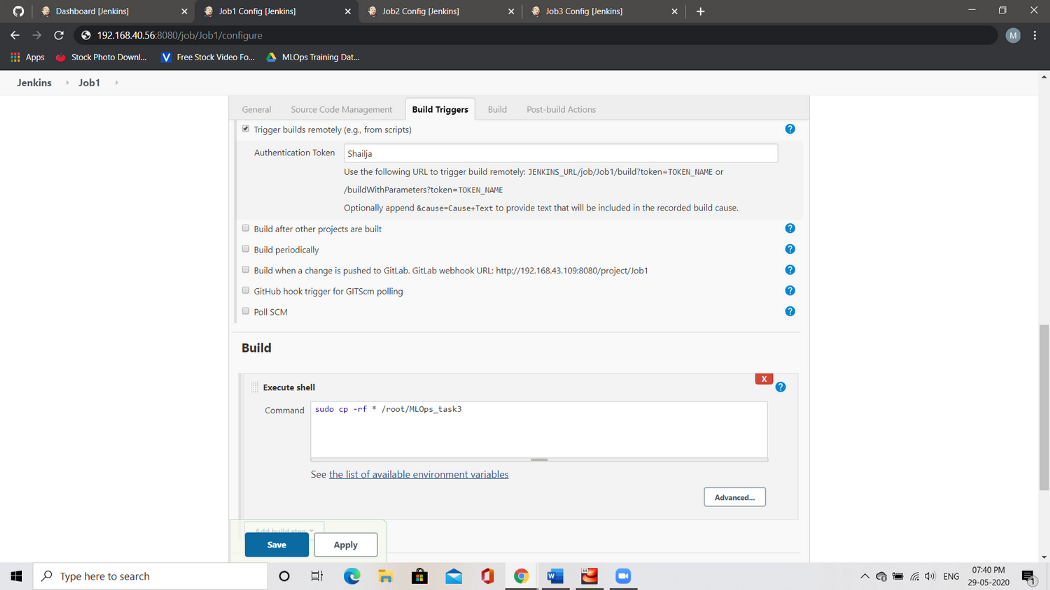 Dashboard [Jenkins]
Job1 Config [Jenkins]
Job2 Config [Jenkins]
Job3 Config [Jenkins]
192.168.40.56:8080/job/Job1/configure
M
Apps
Stock Photo Downl...
Free Stock Video Fo...
MLOps Training Dat...
Jenkins
Job1
General
Source Code Management
Build Triggers
Build
Post-build Actions
Trigger builds remotely (e.g., from scripts)
Authentication Token
Shailja
Use the following URL to trigger build remotely: JENKINS_URL/job/Job1/build?token=TOKEN_NAME or
/buildWithParameters?token=TOKEN_NAME
Optionally append &cause=Cause+Text to provide text that will be included in the recorded build cause.
Build after other projects are built
Build periodically
Build when a change is pushed to GitLab. GitLab webhook URL: http://192.168.43.109:8080/project/Job1
GitHub hook trigger for GITScm polling
Poll SCM
Build
X
Execute shell
Command
sudo cp -rf * /root/MLOps_task3
See the list of available environment variables
Advanced...
Add build step
Save
Apply
Type here to search
ENG
07:40 PM
29-05-2020
1